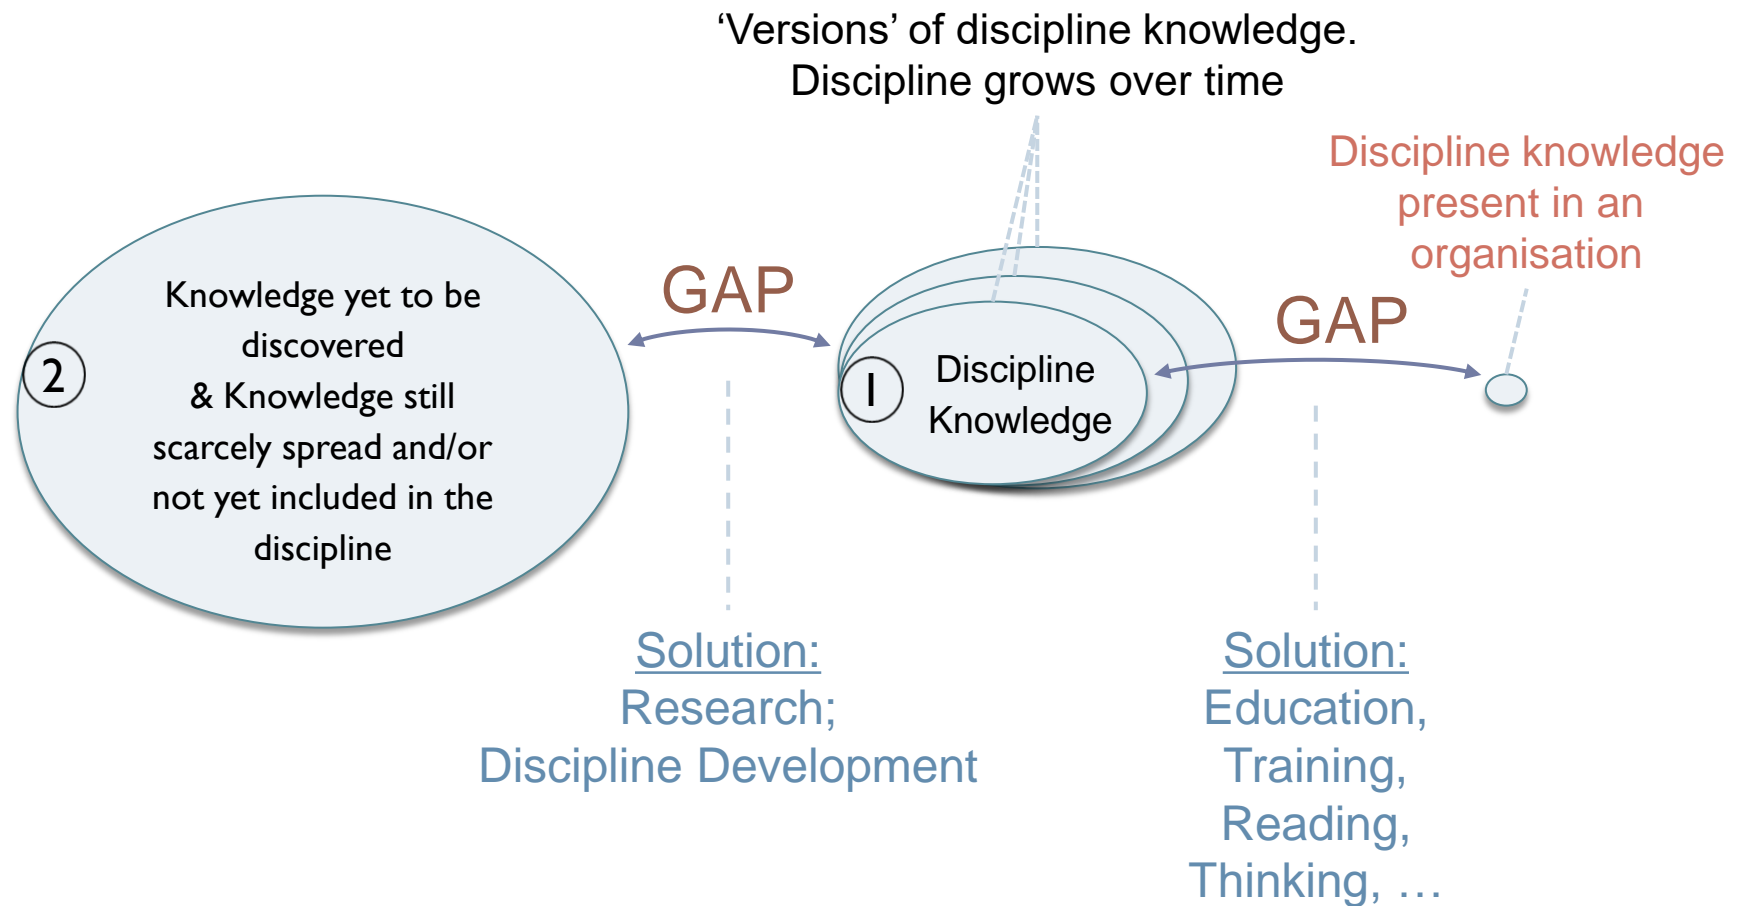 ‘Versions’ of discipline knowledge.
Discipline grows over time
Discipline knowledge
present in an
organisation
GAP
GAP
2
Knowledge yet to be
discovered
& Knowledge still
scarcely spread and/or
not yet included in the
discipline
1
Discipline
Knowledge
Solution:
Research;
Discipline Development
Solution:
Education,
Training,
Reading,
Thinking, …